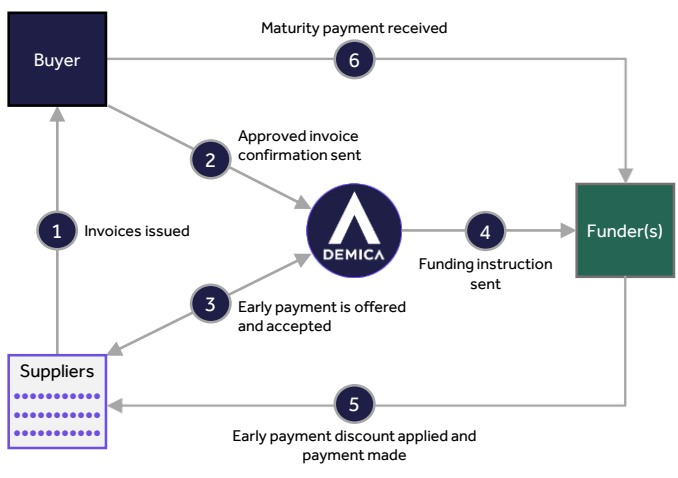 Maturity payment received
Buyer
6
Approved invoice
confirmation sent
2
1
Invoices issued
DEMICA
4
Funder(s)
Funding instruction
sent
3
Early payment is offered
and accepted
Suppliers
5
Early payment discount applied and
payment made